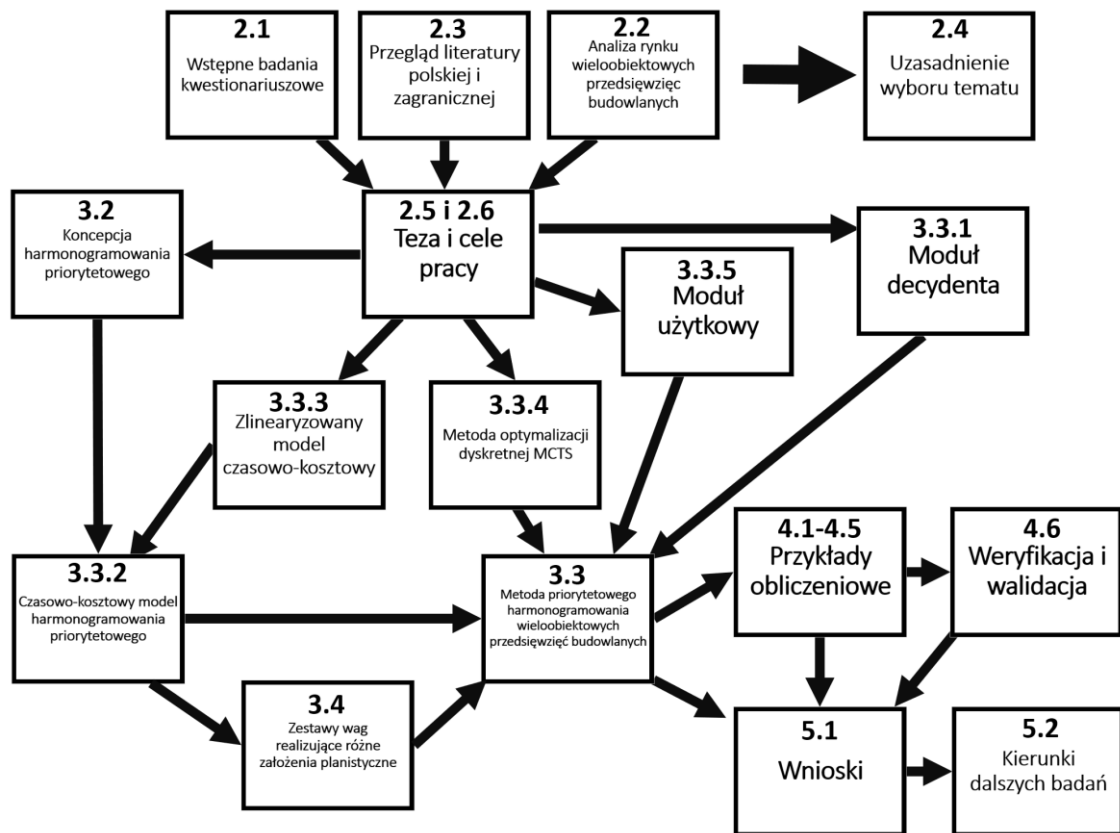 2.1
Wstępne badania
kwestionariuszowe
2.3
Przegląd literatury
polskiej i
zagranicznej
2.2
Analiza rynku
wieloobiektowych
przedsięwzięc
budowlanych
2.4
Uzasadnienie
wyboru tematu
3.2
Koncepcja
harmonogramowania
priorytetowego
2.5 i 2.6
Teza i cele
pracy
3.3.5
Moduł
użytkowy
3.3.1
Moduł
decydenta
3.3.3
Zlinearyzowany
model
czasowo-kosztowy
3.3.4
Metoda optymalizacji
dyskretnej MCTS
3.3.2
Czasowo-kosztowy model
harmonogramowania
priorytetowego
3.3
Metoda priorytetowego
harmonogramowania
wieloobiektowych
przedsięwzięć budowlanych
4.1-4.5
Przykłady
obliczeniowe
4.6
Weryfikacja i
walidacja
3.4
Zestawy wag
realizujące różne
założenia planistyczne
5.1
Wnioski
5.2
Kierunki
dalszych badań